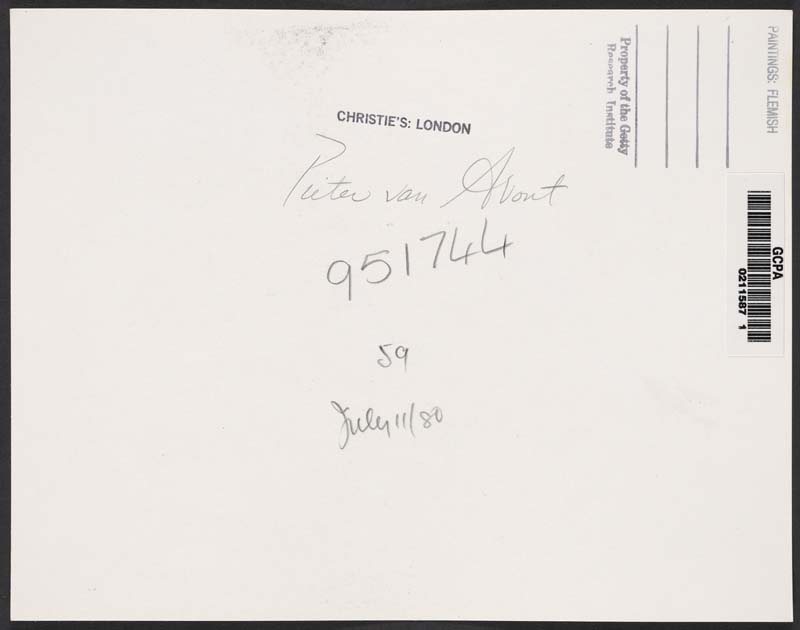 CHRISTIE'S: LONDON
Pieter van Avont
951744
59
July 11/80
Property of the Getty
Research Institute
PAINTINGS: FLEMISH
GCPA
0211587 1